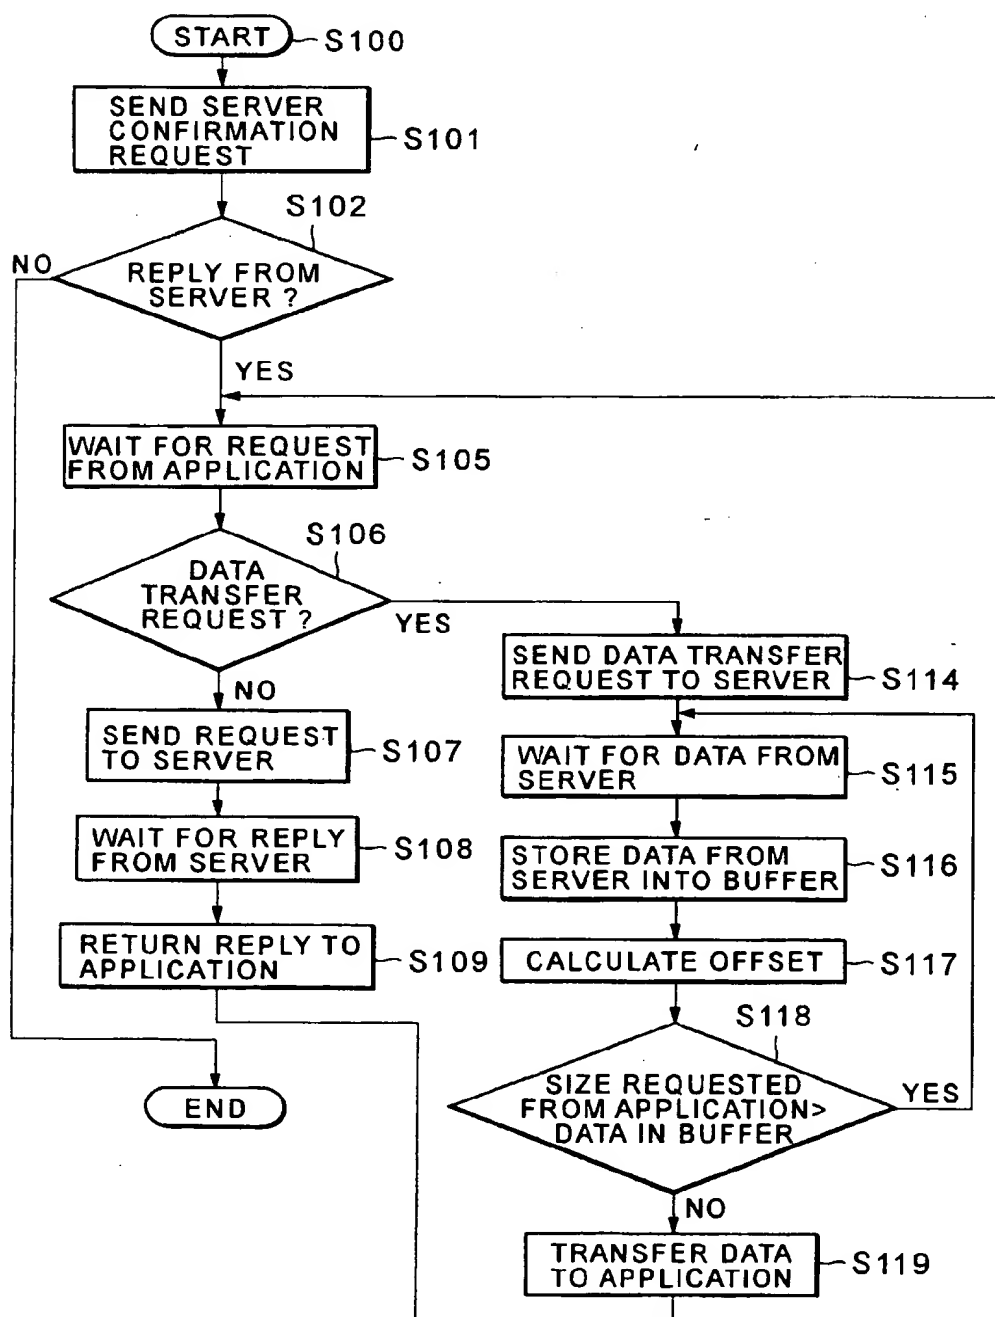 START
S100
SEND SERVER
CONFIRMATION
REQUEST
S101
S102
NO
REPLY FROM
SERVER ?
YES
WAIT FOR REQUEST
FROM APPLICATION
S105
S106
DATA
TRANSFER
REQUEST ?
YES
NO
SEND REQUEST
TO SERVER
S107
WAIT FOR REPLY
FROM SERVER
S108
RETURN REPLY TO
APPLICATION
S109
END
SEND DATA TRANSFER
REQUEST TO SERVER
S114
WAIT FOR DATA FROM
SERVER
S115
STORE DATA FROM
SERVER INTO BUFFER
S116
CALCULATE OFFSET
S117
S118
SIZE REQUESTED
FROM APPLICATION>
DATA IN BUFFER
YES
NO
TRANSFER DATA
TO APPLICATION
S119